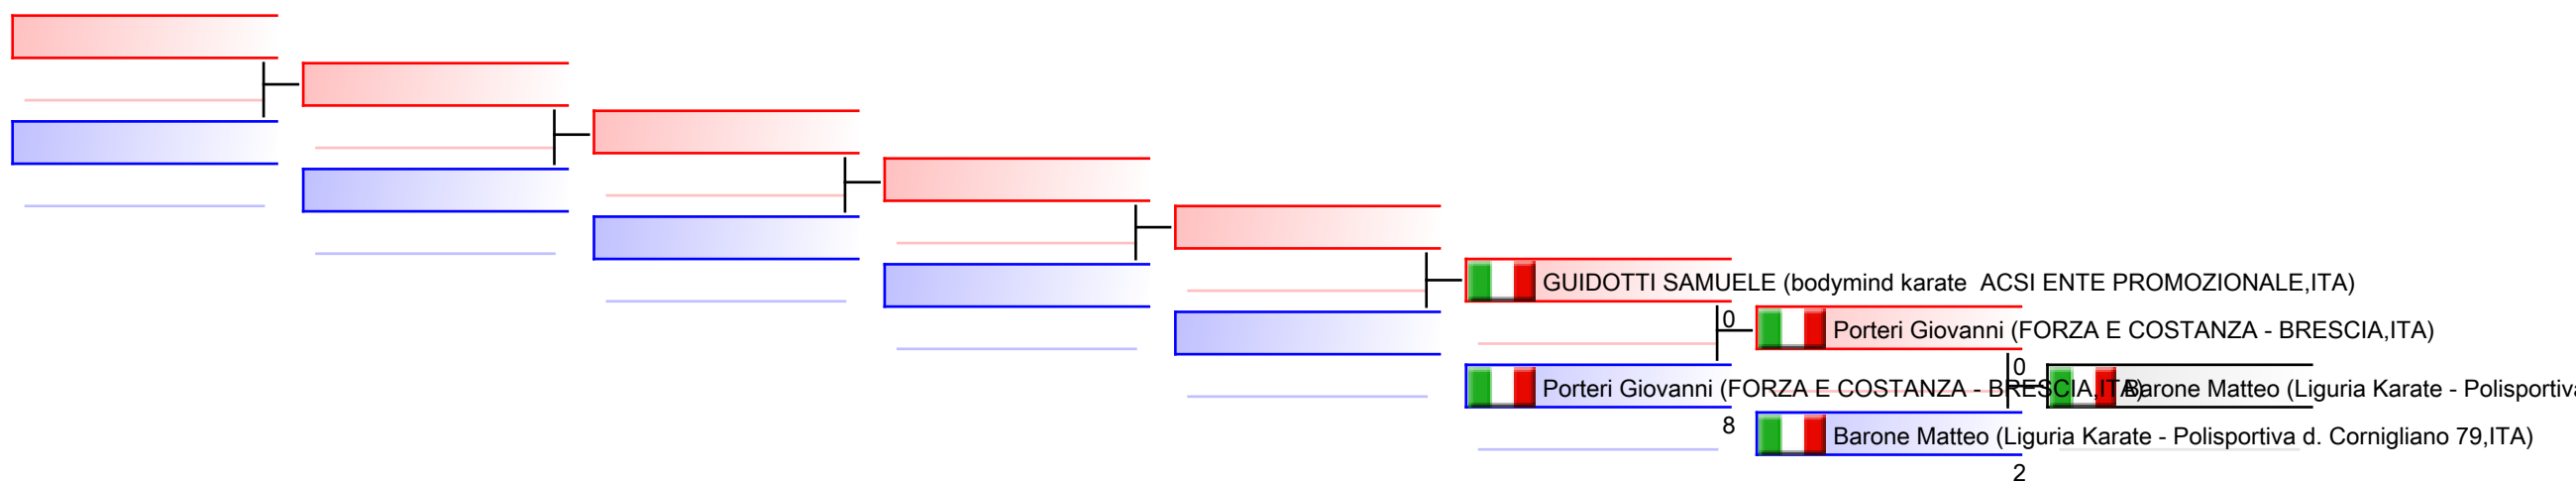 GUIDOTTI SAMUELE (bodymind karate  ACSI ENTE PROMOZIONALE,ITA)
0
Porteri Giovanni (FORZA E COSTANZA - BRESCIA,ITA)
0
Porteri Giovanni (FORZA E COSTANZA - BRESCIA,ITA)
Barone Matteo (Liguria Karate - Polisportiva
8
Barone Matteo (Liguria Karate - Polisportiva d. Cornigliano 79,ITA)
2